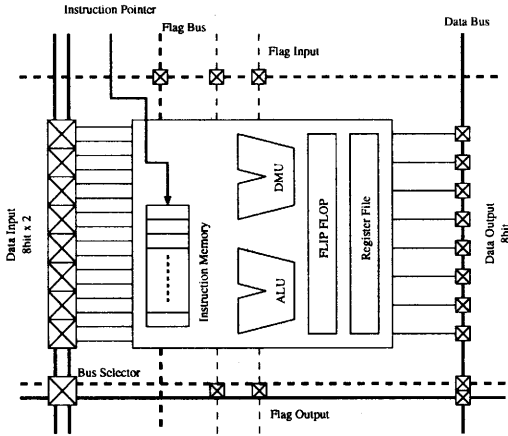 Instruction Pointer
Flag Bus
Data Bus
Flag Input
Data Input
8bit x 2
Instruction Memory
DMU
ALU
FLIP FLOP
Register File
Data Output
8bit
Bus Selector
Flag Output